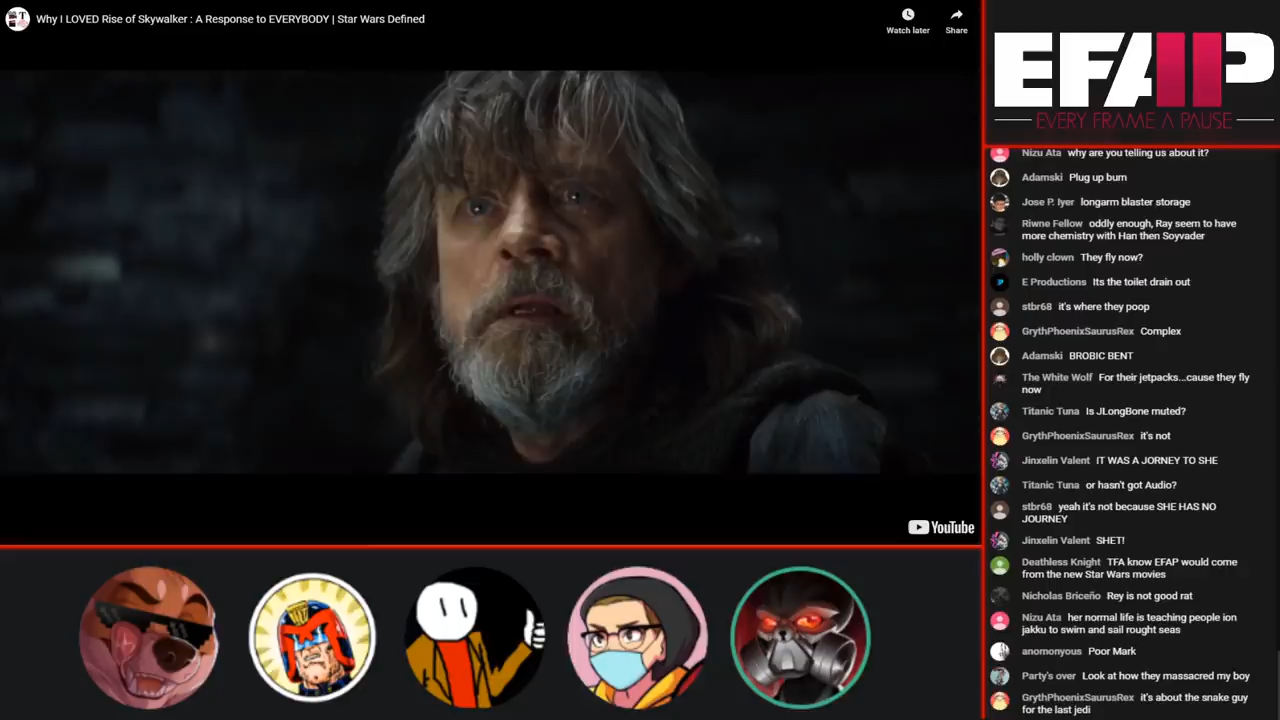 Why I LOVED Rise of Skywalker : A Response to EVERYBODY | Star Wars Defined
Watch later
Share
YouTube
EFAP
EVERY FRAME A PAUSE
Nizu Ata why are you telling us about it?
Adamski Plug up bum
Jose P. Iyer longarm blaster storage
Riwne Fellow oddly enough, Ray seem to have
more chemistry with Han then Soyvader
holly clown They fly now?
E Productions Its the toilet drain out
stbr68 it's where they poop
GrythPhoenixSaurusRex Complex
Adamski BROBIC BENT
The White Wolf For their jetpacks...cause they fly
now
Titanic Tuna Is JLongBone muted?
GrythPhoenixSaurusRex it's not
Jinxelin Valent IT WAS A JORNEY TO SHE
Titanic Tuna or hasn't got Audio?
stbr68 yeah it's not because SHE HAS NO
JOURNEY
Jinxelin Valent SHET!
Deathless Knight TFA know EFAP would come
from the new Star Wars movies
Nicholas Briceño Rey is not good rat
Nizu Ata her normal life is teaching people ion
jakku to swim and sail rought seas
anomonyous Poor Mark
Party's over Look at how they massacred my boy
GrythPhoenixSaurusRex it's about the snake guy
for the last jedi